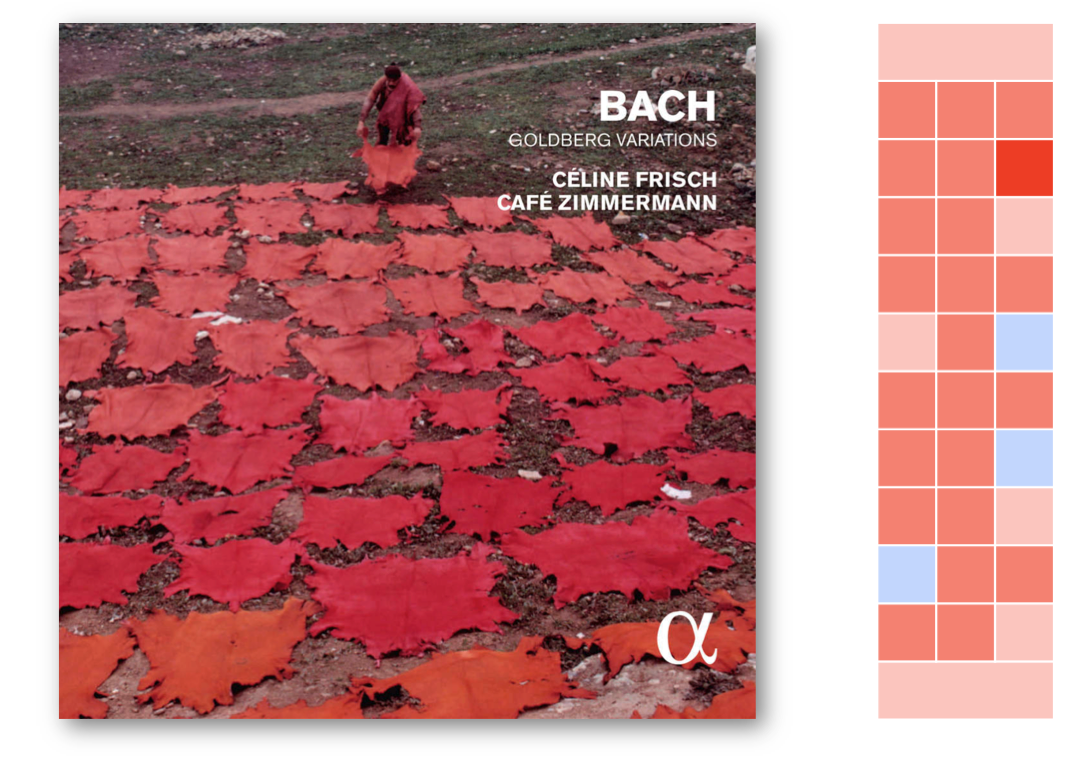 BACH
GOLDBERG VARIATIONS
CÉLINE FRISCH
CAFÉ ZIMMERMANN
α